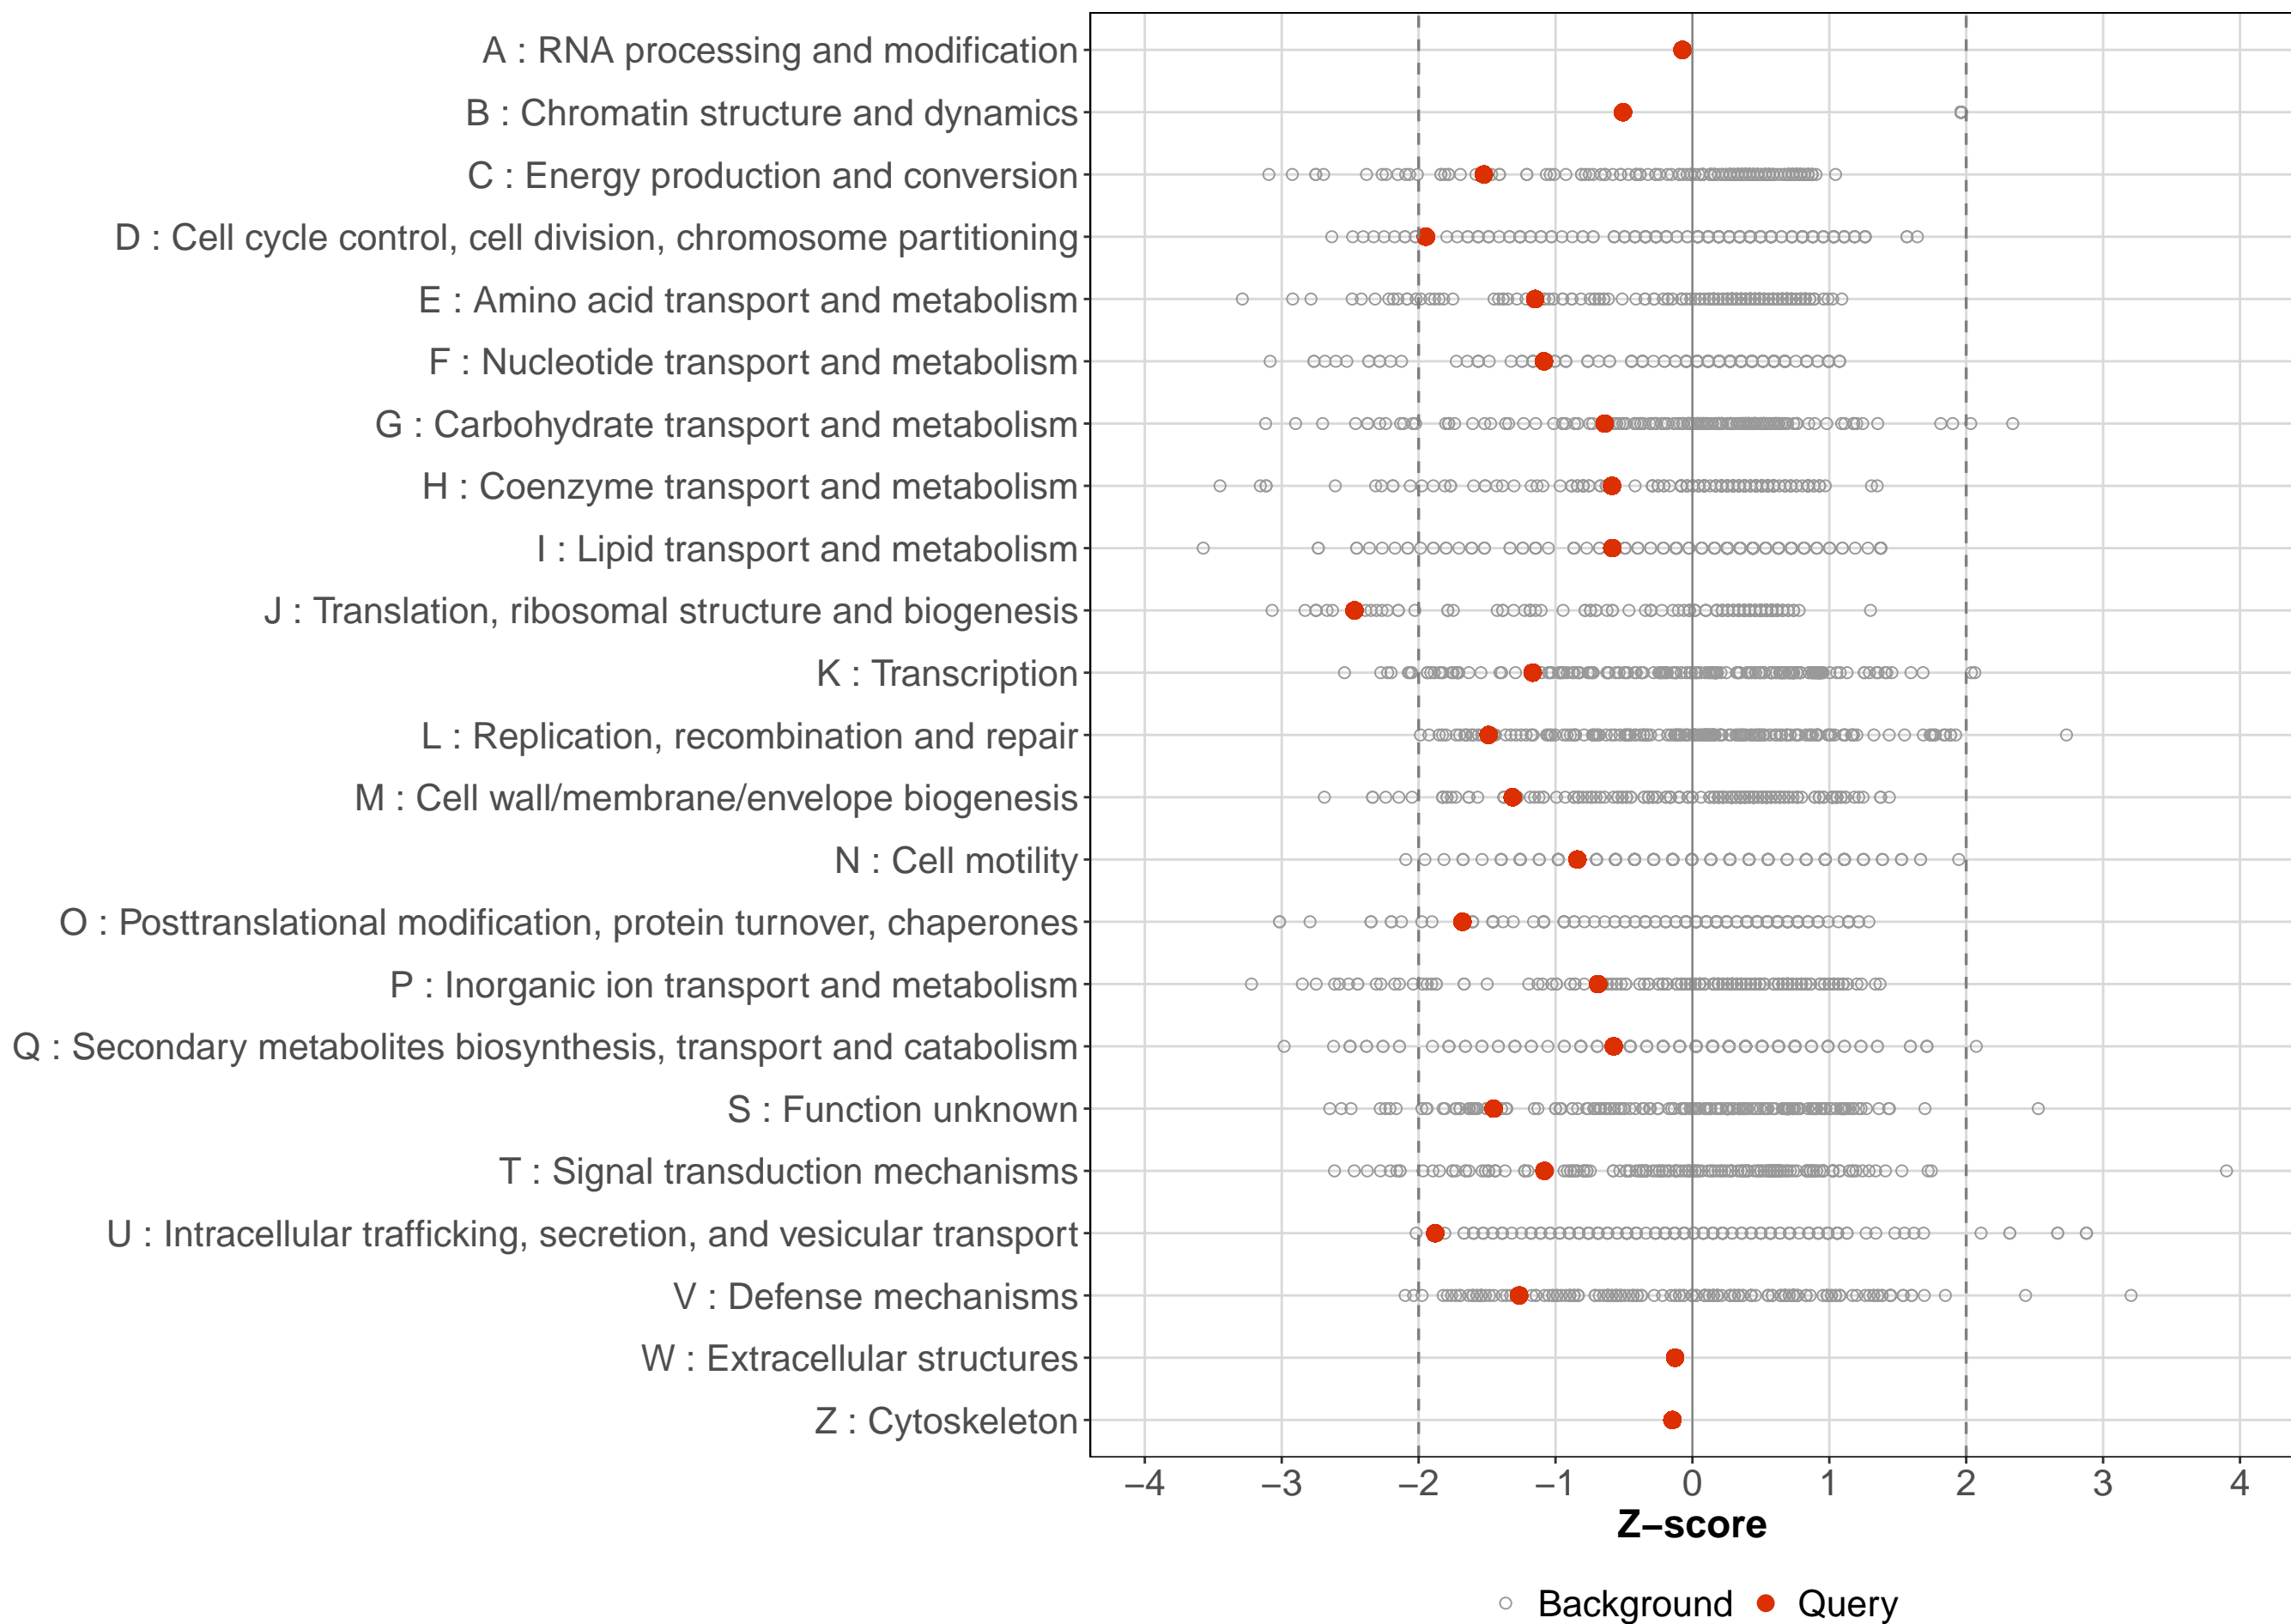 A : RNA processing and modification
B : Chromatin structure and dynamics
C : Energy production and conversion
D : Cell cycle control, cell division, chromosome partitioning
E : Amino acid transport and metabolism
F : Nucleotide transport and metabolism
G : Carbohydrate transport and metabolism
H : Coenzyme transport and metabolism
I : Lipid transport and metabolism
J : Translation, ribosomal structure and biogenesis
K : Transcription
L : Replication, recombination and repair
M : Cell wall/membrane/envelope biogenesis
N : Cell motility
O : Posttranslational modification, protein turnover, chaperones
P : Inorganic ion transport and metabolism
Q : Secondary metabolites biosynthesis, transport and catabolism
S : Function unknown
T : Signal transduction mechanisms
U : Intracellular trafficking, secretion, and vesicular transport
V : Defense mechanisms
W : Extracellular structures
Z : Cytoskeleton
−4 −3 −2 −1 0 1 2 3 4
Z−score
Background Query